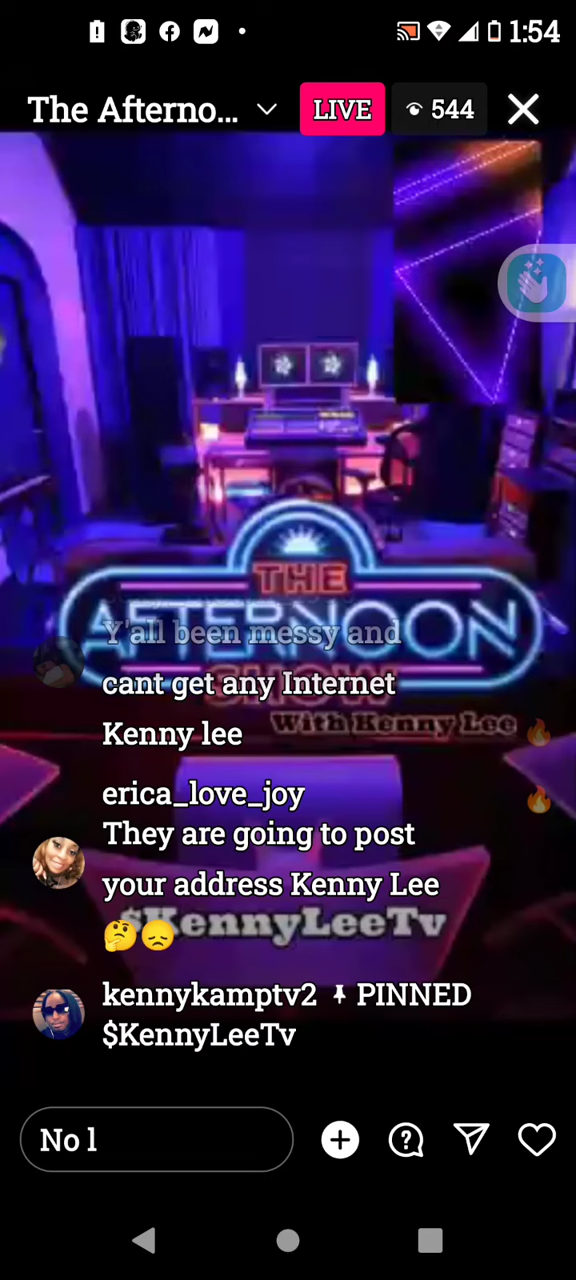 1:54
The Afterno...
LIVE
544
THE
AFTERNOON
SHOW
With Kenny Lee
Y'all been messy and
cant get any Internet
Kenny lee
erica_love_joy
They are going to post
your address Kenny Lee
🤔😞
$KennyLeeTv
kennykamptv2 📌 PINNED
$KennyLeeTv
No l